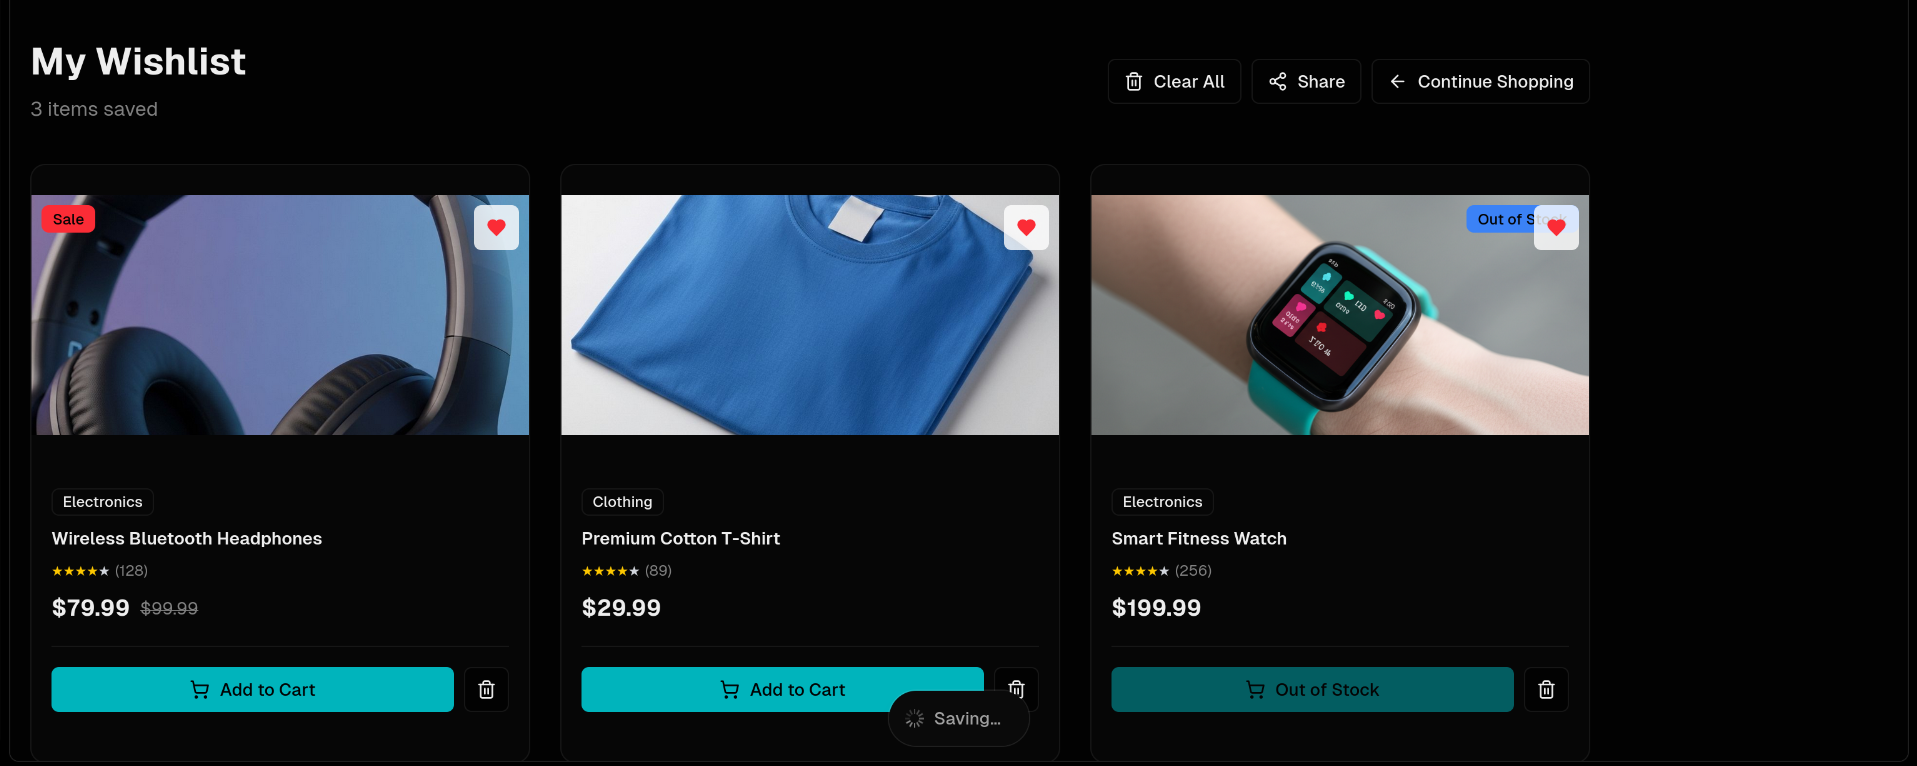 My Wishlist
3 items saved
Clear All
Share
Continue Shopping
Sale
Out of Stock
Electronics
Wireless Bluetooth Headphones
★★★★★ (128)
$79.99 $99.99
Add to Cart
Clothing
Premium Cotton T-Shirt
★★★★★ (89)
$29.99
Add to Cart
Electronics
Smart Fitness Watch
★★★★★ (256)
$199.99
Out of Stock
Saving...